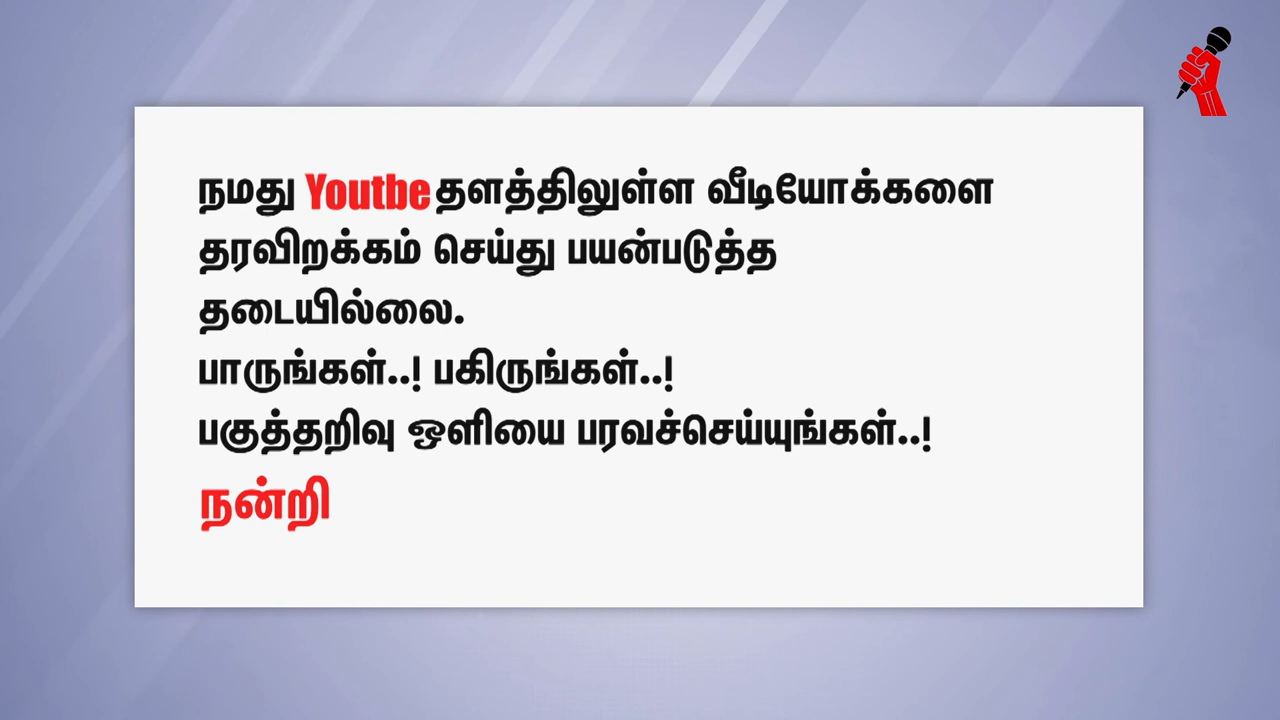 நமது Youtbe தளத்திலுள்ள வீடியோக்களை
தரவிறக்கம் செய்து பயன்படுத்த
தடையில்லை.
பாருங்கள்..! பகிருங்கள்..!
பகுத்தறிவு ஒளியை பரவச்செய்யுங்கள்..!
நன்றி